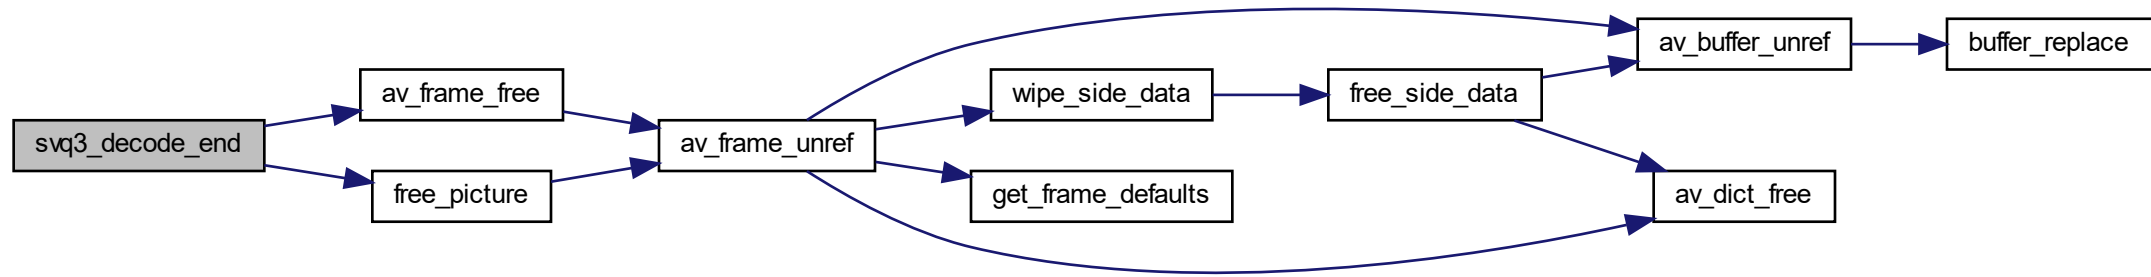 svq3_decode_end
av_frame_free
free_picture
av_frame_unref
wipe_side_data
get_frame_defaults
free_side_data
av_buffer_unref
av_dict_free
buffer_replace